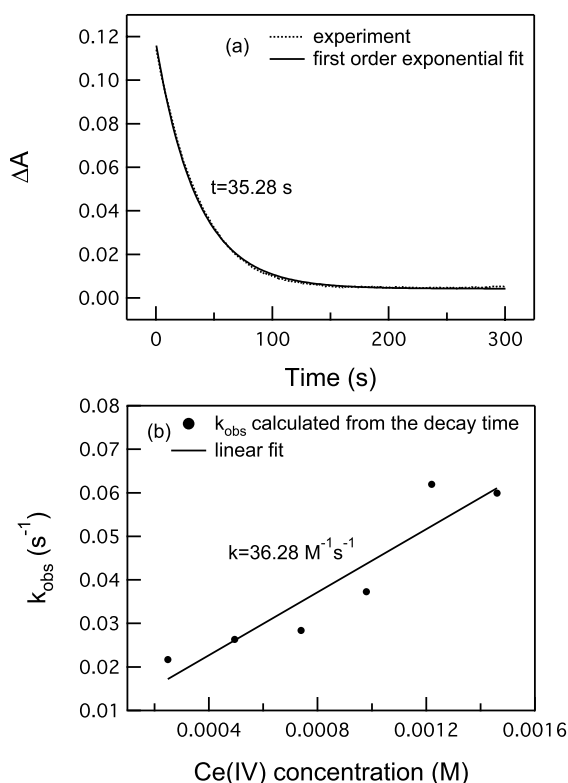 0.12
0.10
0.08
0.06
0.04
0.02
0.00
ΔA
(a)
experiment
first order exponential fit
t=35.28 s
0
100
200
300
Time (s)
0.08
0.07
0.06
0.05
0.04
0.03
0.02
0.01
k_obs (s⁻¹)
(b)
k_obs calculated from the decay time
linear fit
k=36.28 M⁻¹s⁻¹
0.0004
0.0008
0.0012
0.0016
Ce(IV) concentration (M)